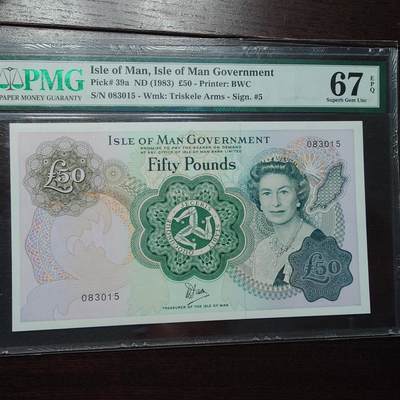 PMG
PAPER MONEY GUARANTY
Isle of Man, Isle of Man Government
Pick# 39a ND (1983) £50 - Printer: BWC
S/N 083015 - Wmk: Triskele Arms - Sign. #5
67 EPQ
Superb Gem Unc
ISLE OF MAN GOVERNMENT
PROMISE TO PAY THE BEARER ON DEMAND
AT ANY OFFICE OF ISLE OF MAN BANK LIMITED
083015
Fifty Pounds
£50
QUOCUNQUE
JECERIS
STABIT
£50
083015
TREASURER OF THE ISLE OF MAN